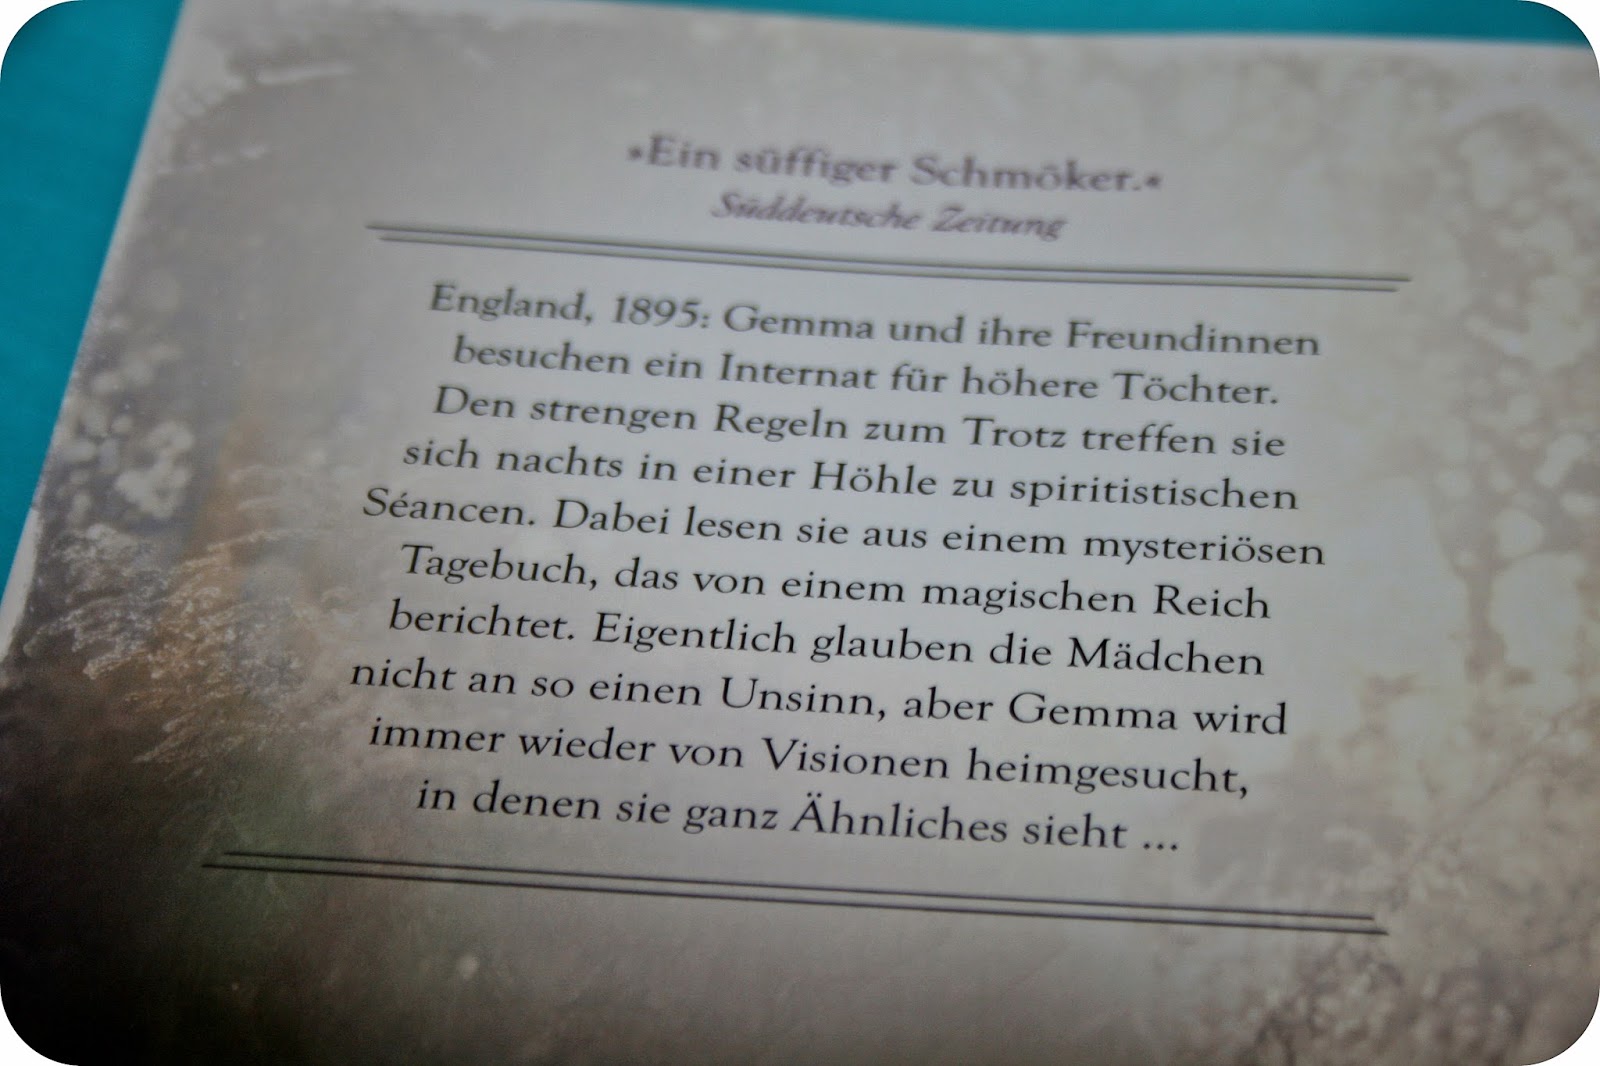 »Ein süffiger Schmöker.«
Süddeutsche Zeitung
England, 1895: Gemma und ihre Freundinnen
besuchen ein Internat für höhere Töchter.
Den strengen Regeln zum Trotz treffen sie
sich nachts in einer Höhle zu spiritistischen
Séancen. Dabei lesen sie aus einem mysteriösen
Tagebuch, das von einem magischen Reich
berichtet. Eigentlich glauben die Mädchen
nicht an so einen Unsinn, aber Gemma wird
immer wieder von Visionen heimgesucht,
in denen sie ganz Ähnliches sieht ...